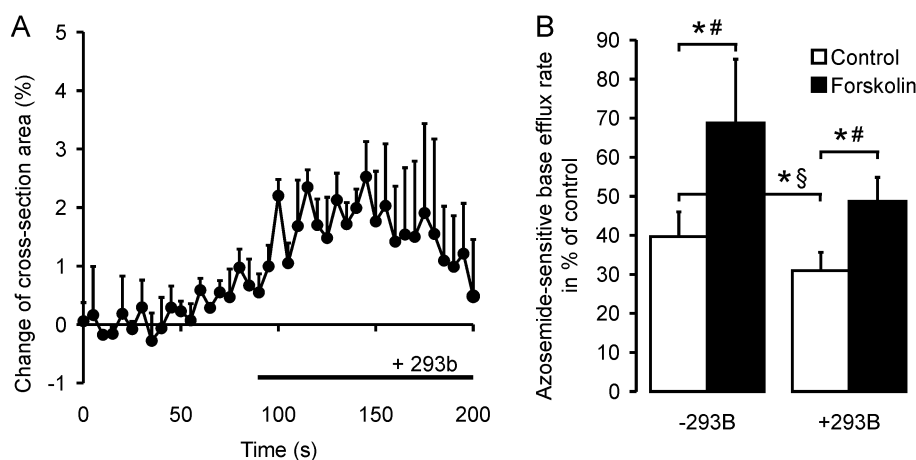 A
Change of cross-section area (%)
5
4
3
2
1
0
-1
+ 293b
0
50
100
150
200
Time (s)
B
Azosemide-sensitive base efflux rate
in % of control
90
80
70
60
50
40
30
20
10
0
*#
*§
*#
Control
Forskolin
-293B
+293B